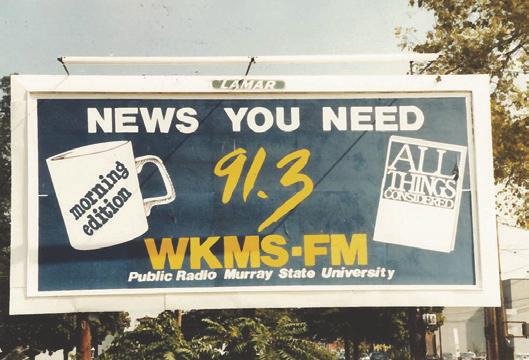 LAMAR
NEWS YOU NEED
morning
edition
91.3
ALL
THINGS
CONSIDERED
WKMS-FM
Public Radio Murray State University